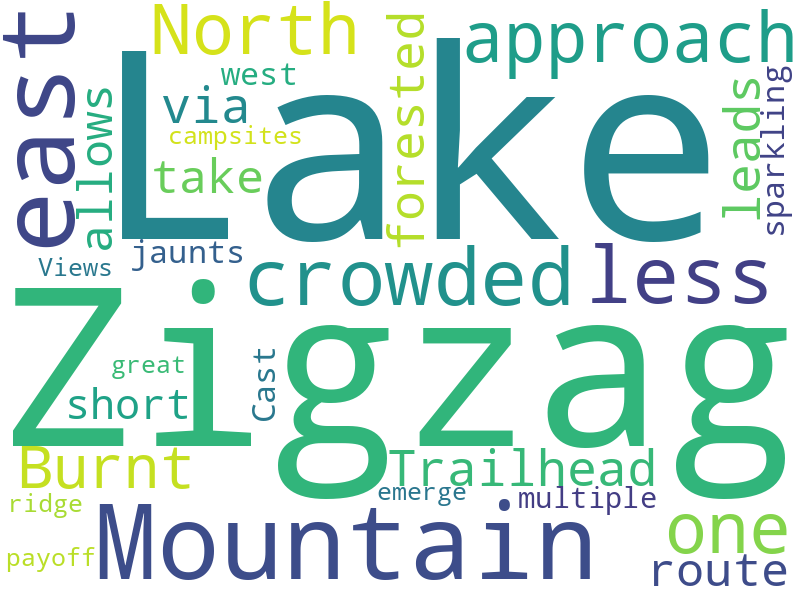 Lake
Zigzag
Mountain
east
North
approach
west
via
campsites
take
allows
forested
leads
sparkling
jaunts
Views
crowded
less
great
short
Cast
Burnt
Trailhead
ridge
emerge
multiple
payoff
one
route